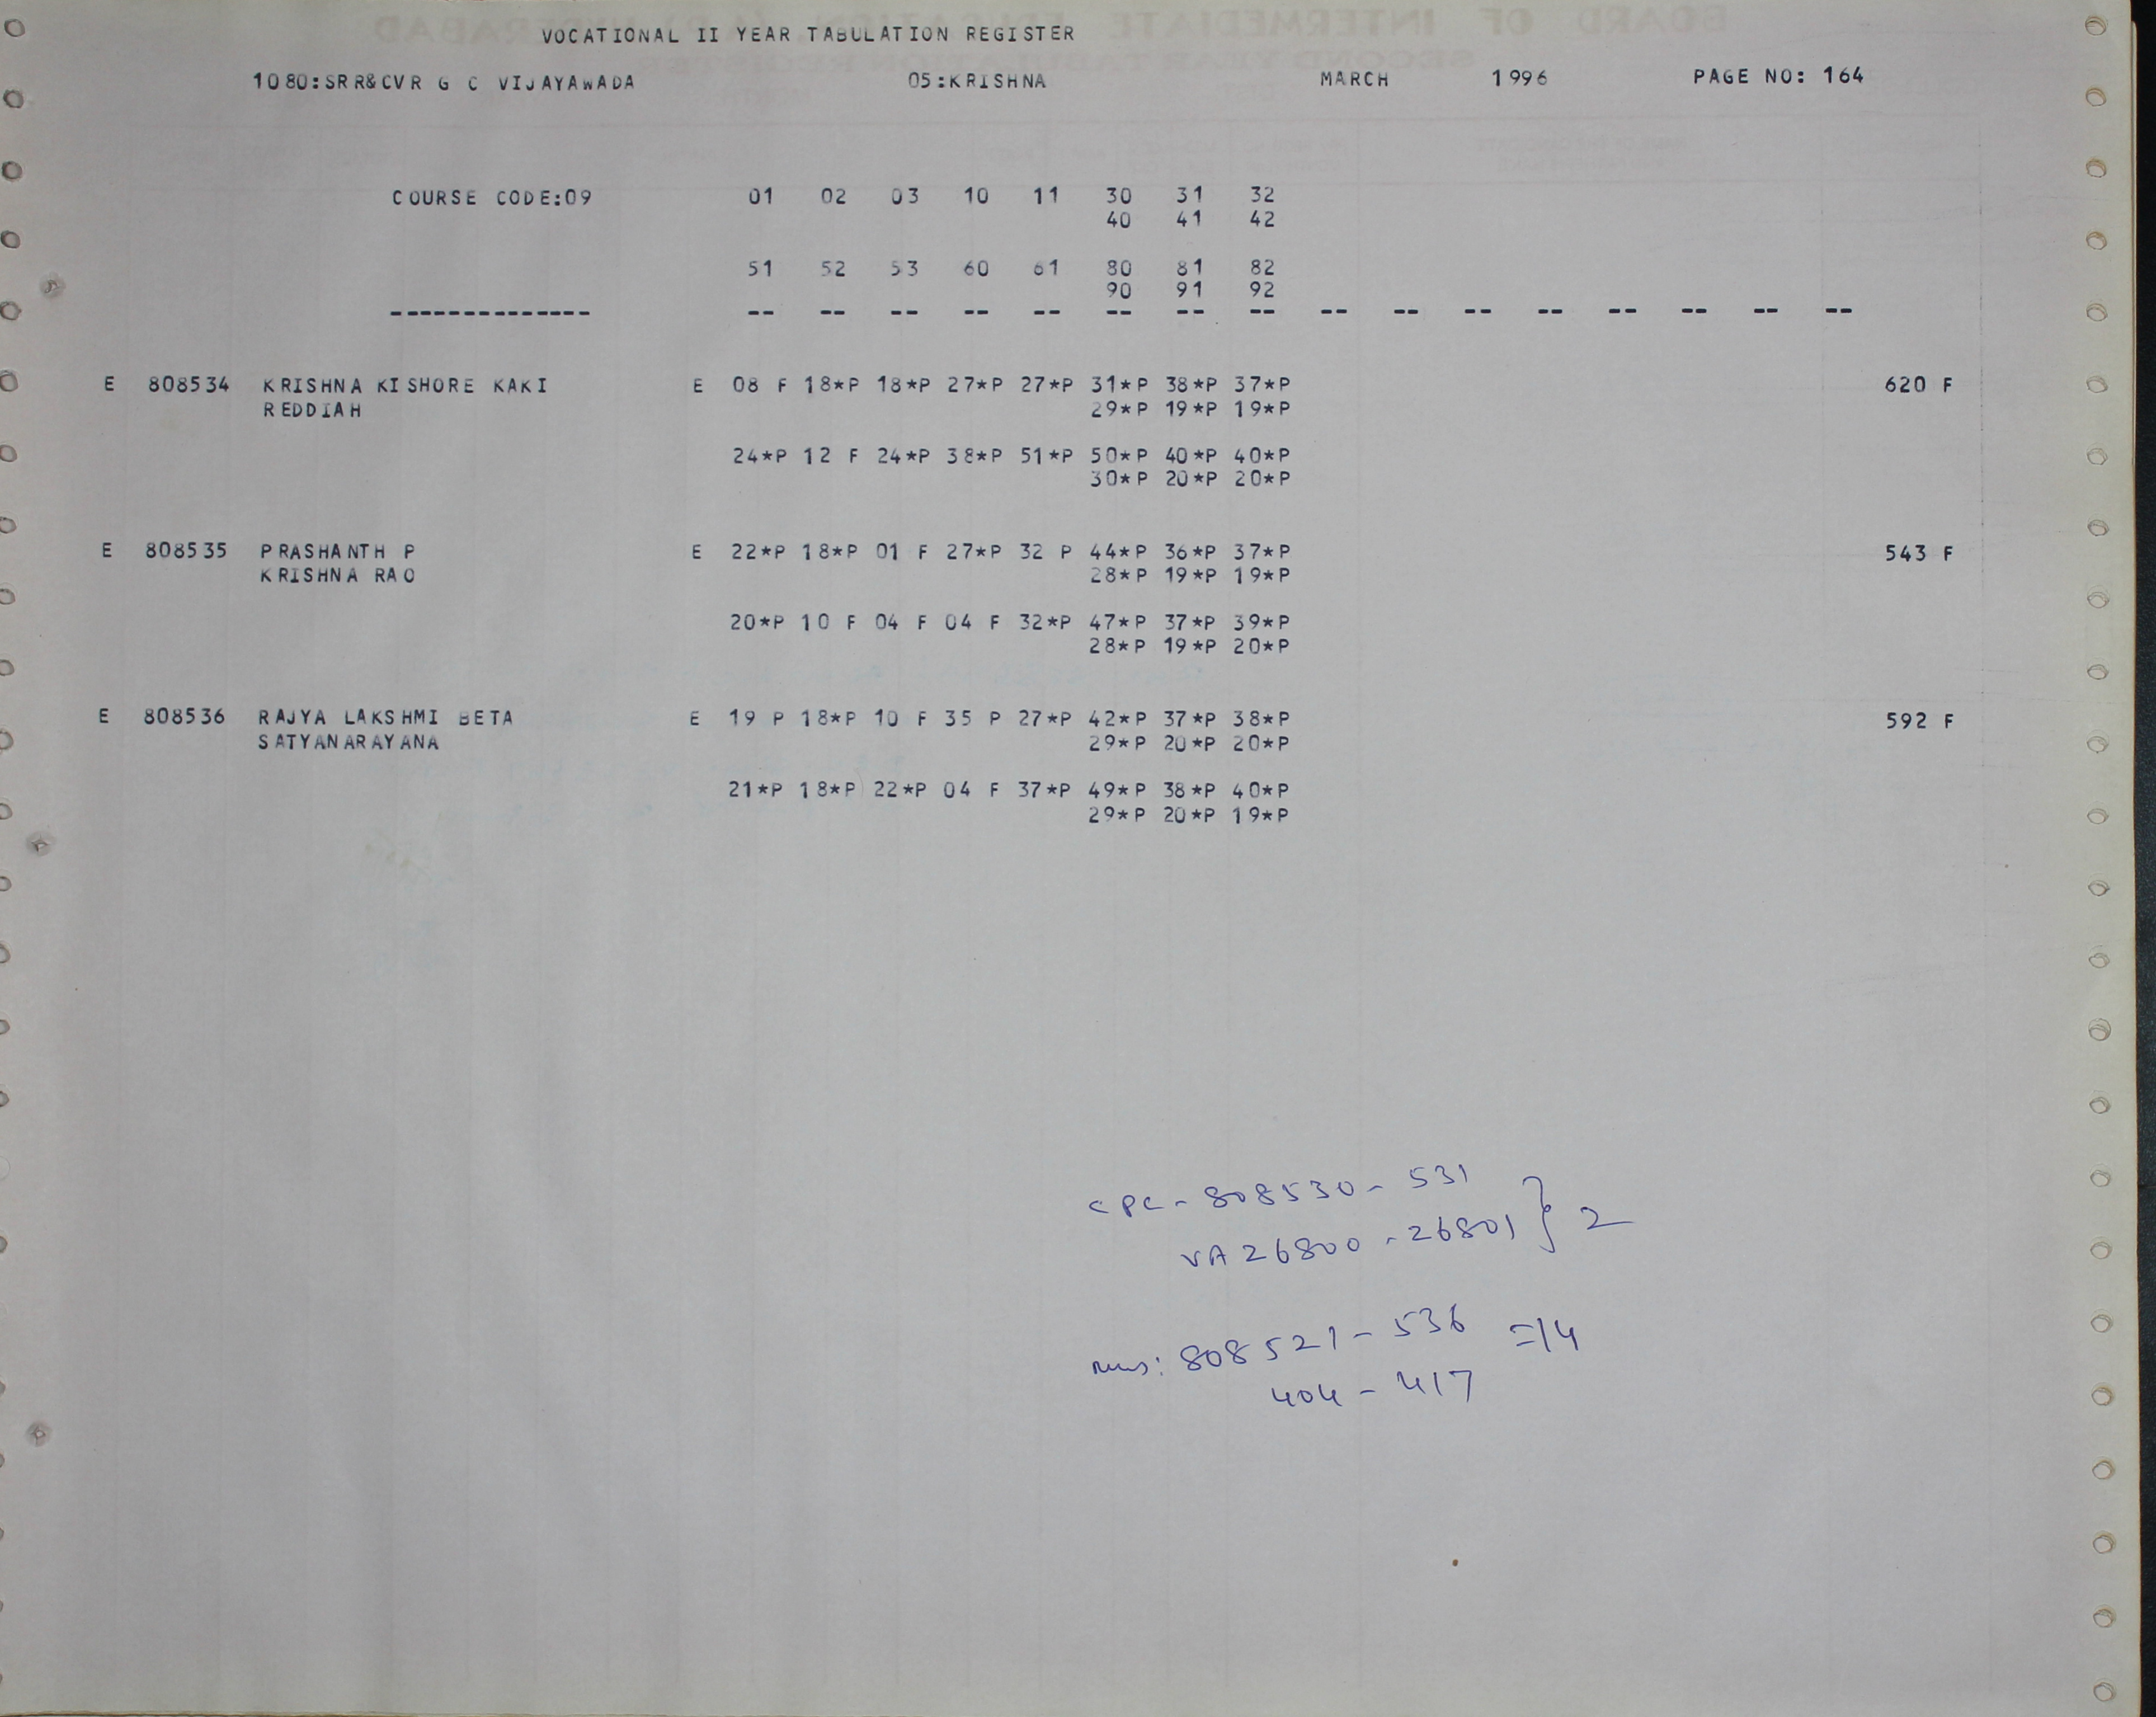 VOCATIONAL II YEAR TABULATION REGISTER
1080:SRR&CVR G C VIJAYAWADA 05:KRISHNA MARCH 1996 PAGE NO: 164
COURSE CODE:09 01 02 03 10 11 30 31 32
40 41 42
51 52 53 60 61 80 81 82
90 91 92
-------------- -- -- -- -- -- -- -- -- -- -- -- -- -- -- -- --
E 808534 KRISHNA KISHORE KAKI E 08 F 18*P 18*P 27*P 27*P 31*P 38*P 37*P 620 F
REDDIAH 29*P 19*P 19*P
24*P 12 F 24*P 38*P 51*P 50*P 40*P 40*P
30*P 20*P 20*P
E 808535 PRASHANTH P E 22*P 18*P 01 F 27*P 32 P 44*P 36*P 37*P 543 F
KRISHNA RAO 28*P 19*P 19*P
20*P 10 F 04 F 04 F 32*P 47*P 37*P 39*P
28*P 19*P 20*P
E 808536 RAJYA LAKSHMI BETA E 19 P 18*P 10 F 35 P 27*P 42*P 37*P 38*P 592 F
SATYANARAYANA 29*P 20*P 20*P
21*P 18*P 22*P 04 F 37*P 49*P 38*P 40*P
29*P 20*P 19*P
CPC - 808530 - 531
VA 26800 - 26801 } 2
808521 - 536 = 14
404 - 417